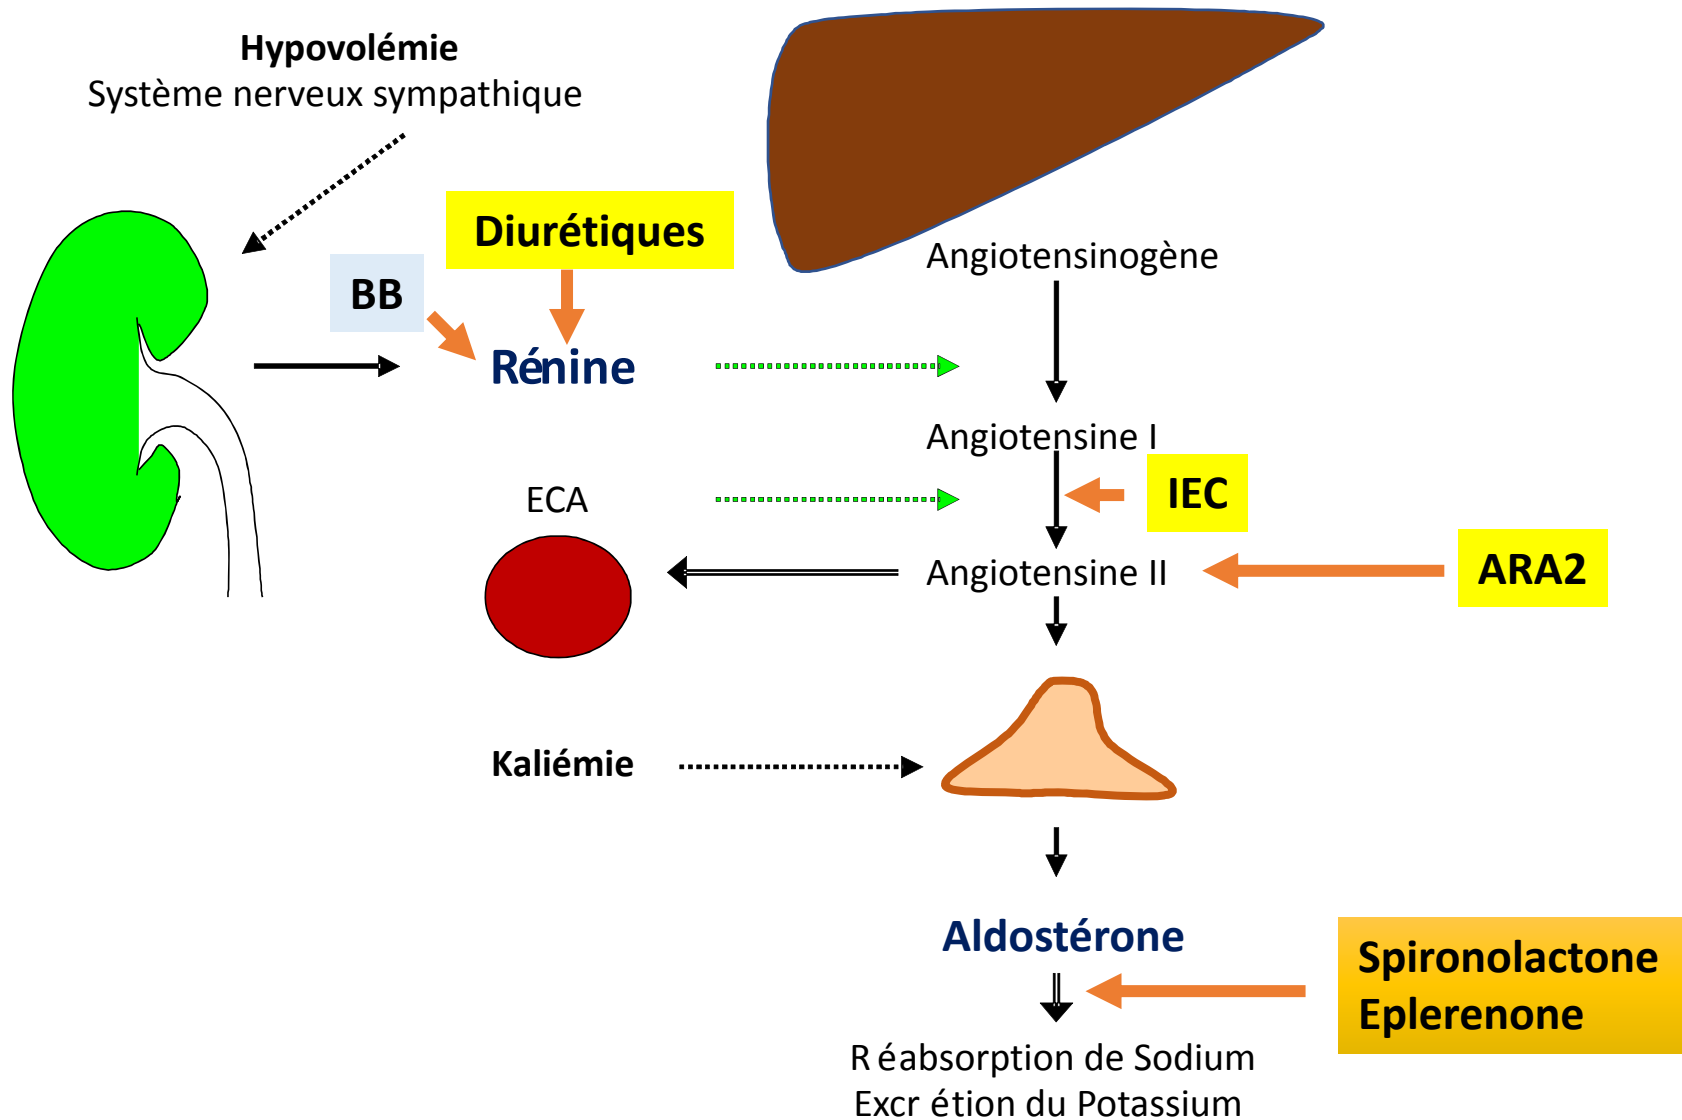 Hypovolémie
Système nerveux sympathique
Diurétiques
BB
Angiotensinogène
Rénine
Angiotensine I
IEC
ECA
Angiotensine II
ARA2
Kaliémie
Aldostérone
Spironolactone
Eplerenone
R éabsorption de Sodium
Excr étion du Potassium